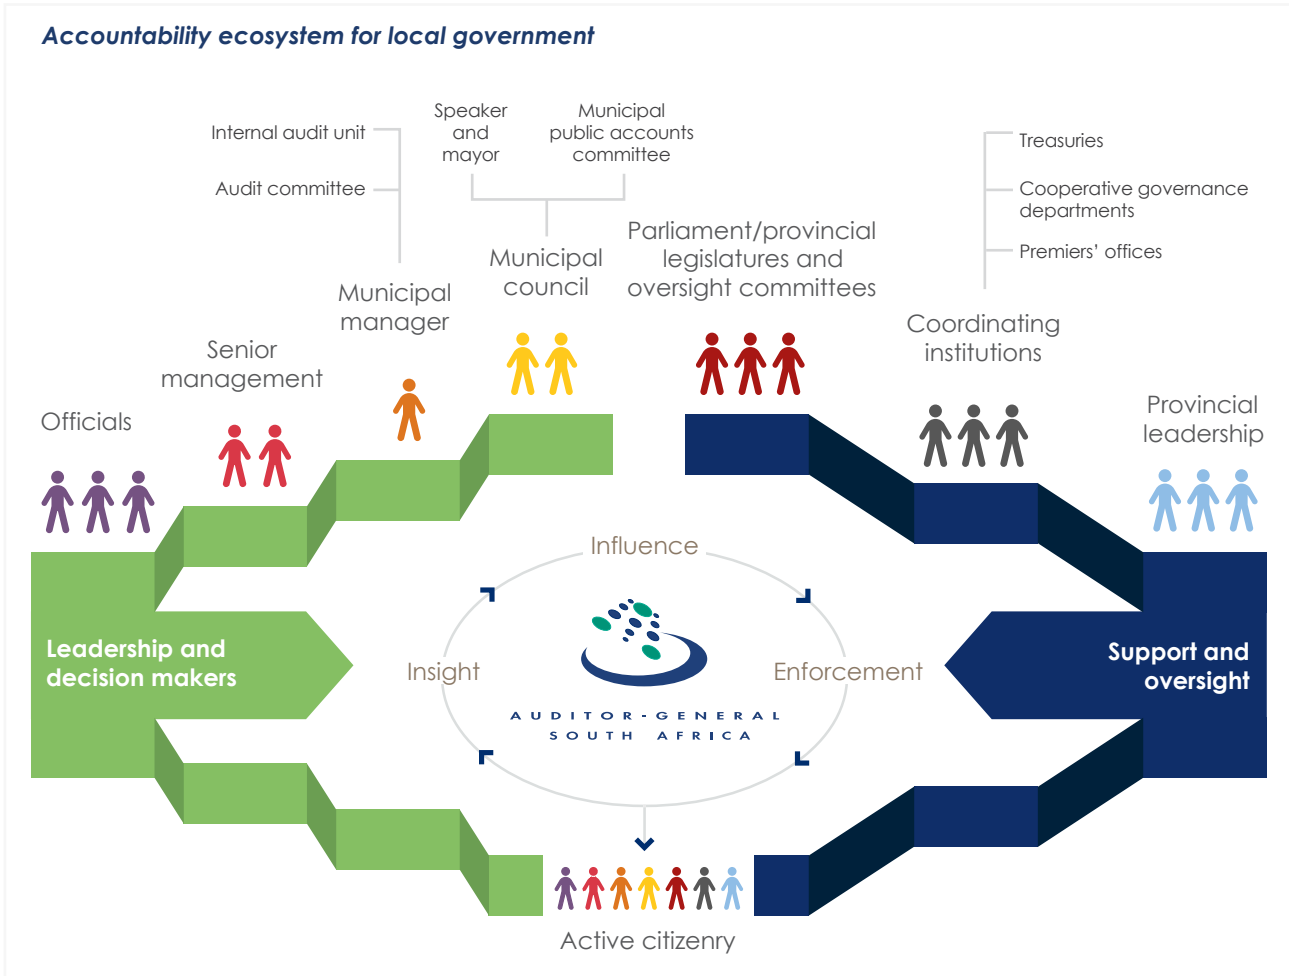 Accountability ecosystem for local government
Internal audit unit
Audit committee
Speaker
and
mayor
Municipal
public accounts
committee
Treasuries
Cooperative governance
departments
Premiers’ offices
Officials
Senior
management
Municipal
manager
Municipal
council
Parliament/provincial
legislatures and
oversight committees
Coordinating
institutions
Provincial
leadership
Leadership and
decision makers
Influence
Insight
Enforcement
AUDITOR-GENERAL
SOUTH AFRICA
Support and
oversight
Active citizenry